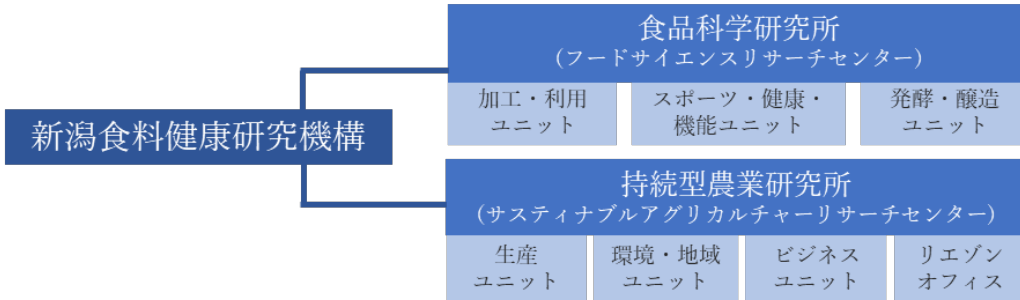 新潟食料健康研究機構
食品科学研究所
(フードサイエンスリサーチセンター)
加工・利用
ユニット
スポーツ・健康・
機能ユニット
発酵・醸造
ユニット
持続型農業研究所
(サスティナブルアグリカルチャーリサーチセンター)
生産
ユニット
環境・地域
ユニット
ビジネス
ユニット
リエゾン
オフィス